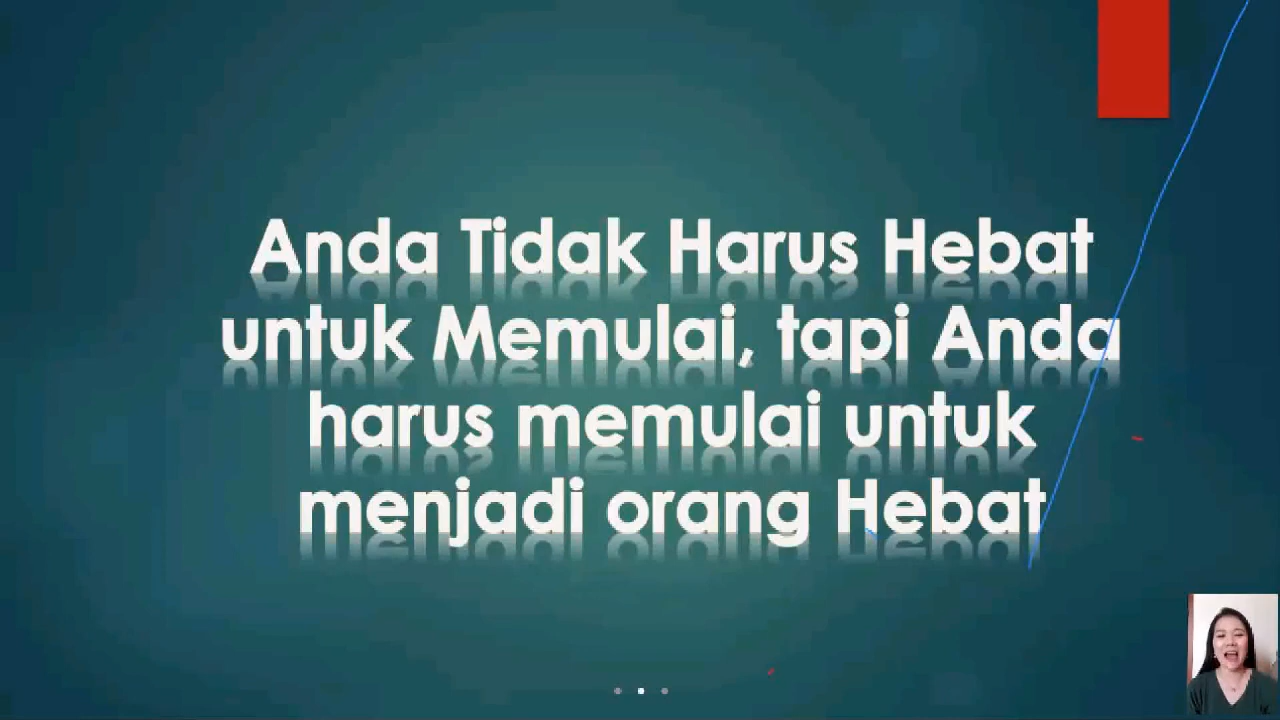 Anda Tidak Harus Hebat
untuk Memulai, tapi Anda
harus memulai untuk
menjadi orang Hebat